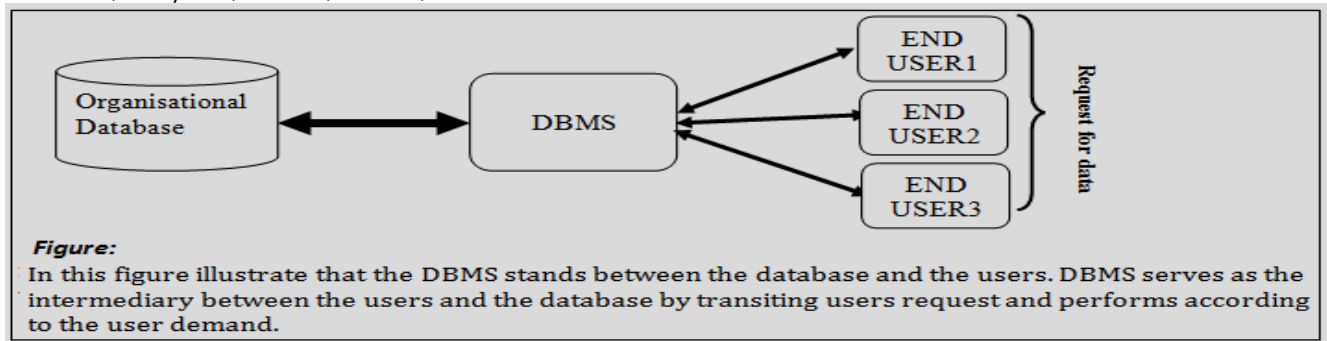 END
USER1
Organisational
Database
DBMS
END
USER2
END
USER3
Request for data
Figure:
In this figure illustrate that the DBMS stands between the database and the users. DBMS serves as the
intermediary between the users and the database by transiting users request and performs according
to the user demand.